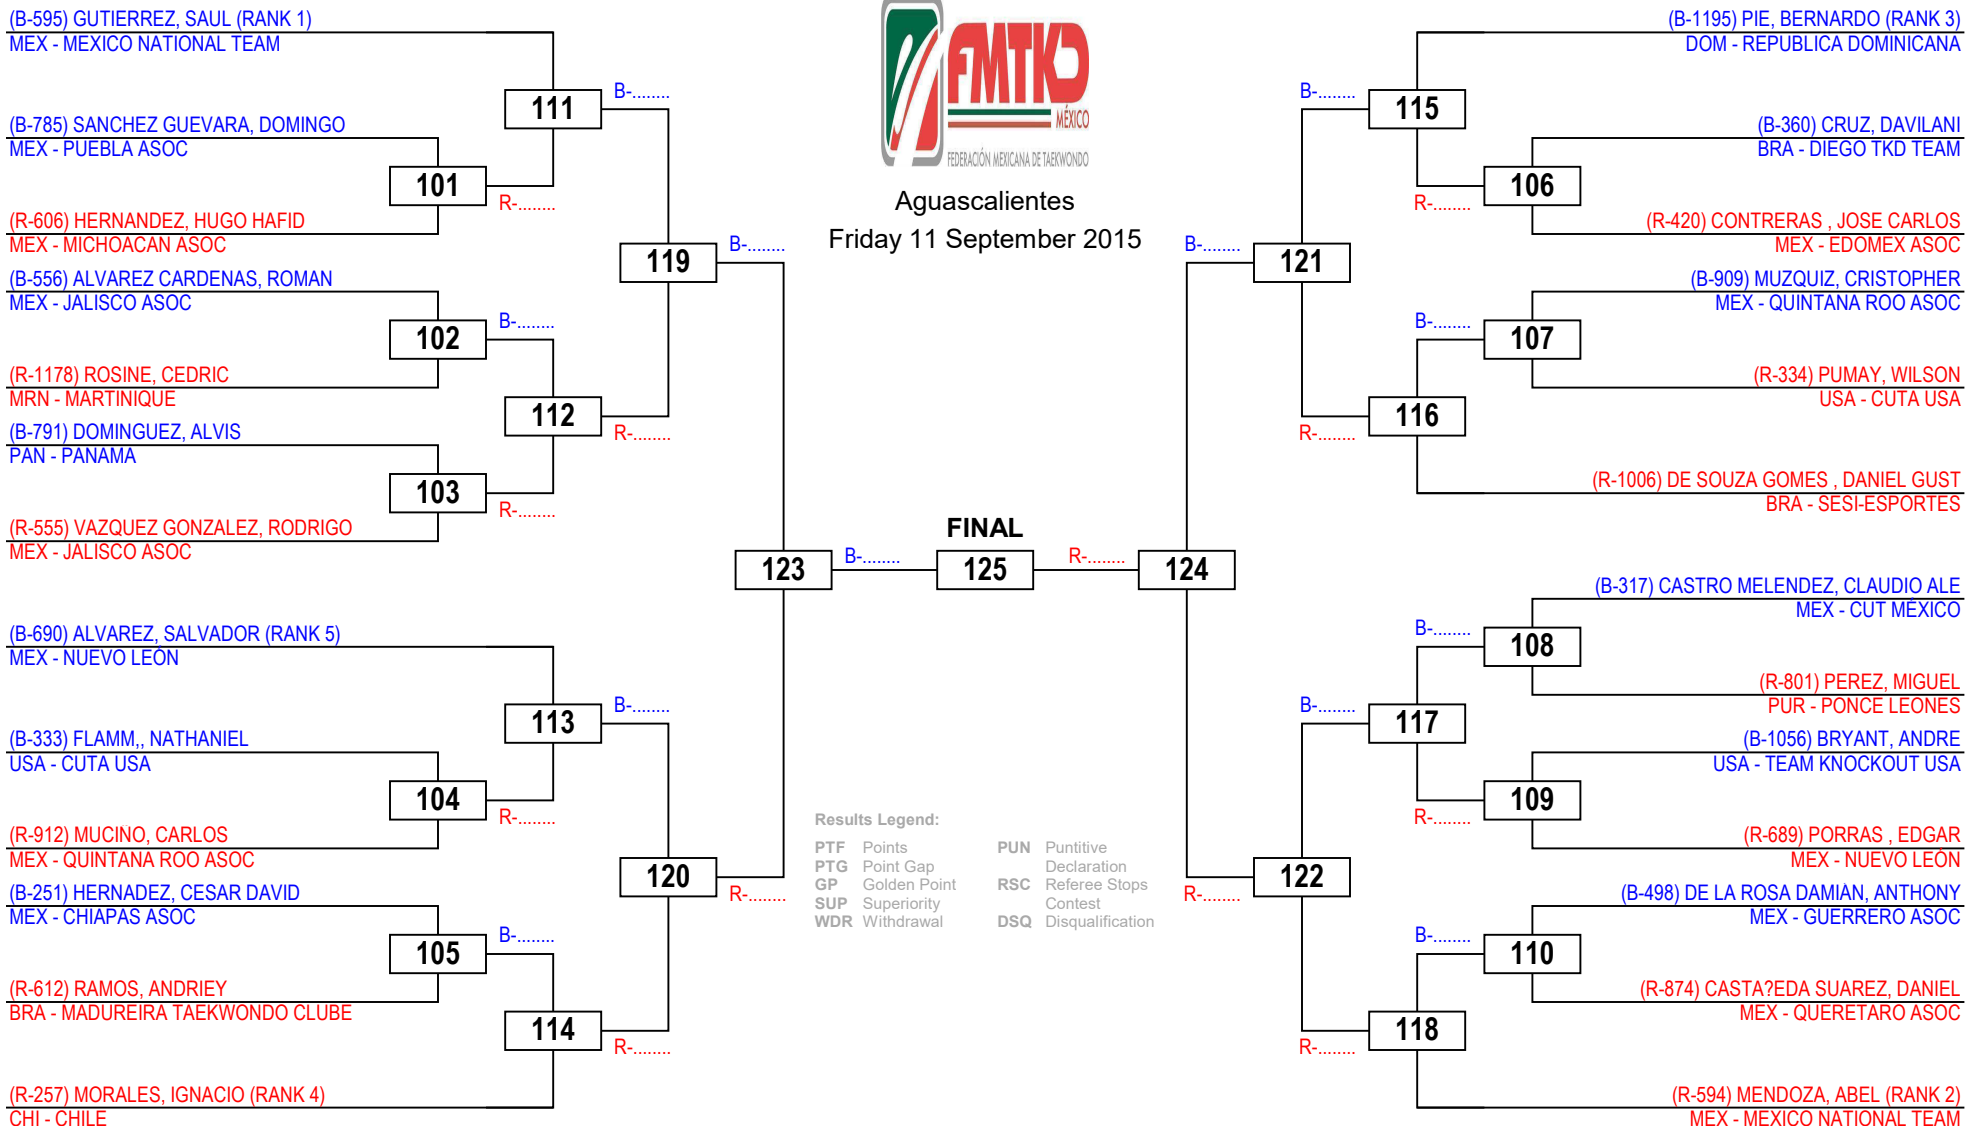 (B-595) GUTIERREZ, SAUL (RANK 1)
MEX - MEXICO NATIONAL TEAM
(B-785) SANCHEZ GUEVARA, DOMINGO
MEX - PUEBLA ASOC
(R-606) HERNANDEZ, HUGO HAFID
MEX - MICHOACAN ASOC
(B-556) ALVAREZ CARDENAS, ROMAN
MEX - JALISCO ASOC
(R-1178) ROSINE, CEDRIC
MRN - MARTINIQUE
(B-791) DOMINGUEZ, ALVIS
PAN - PANAMA
(R-555) VAZQUEZ GONZALEZ, RODRIGO
MEX - JALISCO ASOC
(B-690) ALVAREZ, SALVADOR (RANK 5)
MEX - NUEVO LEÓN
(B-333) FLAMM,, NATHANIEL
USA - CUTA USA
(R-912) MUCIÑO, CARLOS
MEX - QUINTANA ROO ASOC
(B-251) HERNADEZ, CESAR DAVID
MEX - CHIAPAS ASOC
(R-612) RAMOS, ANDRIEY
BRA - MADUREIRA TAEKWONDO CLUBE
(R-257) MORALES, IGNACIO (RANK 4)
CHI - CHILE
101
R-........
102
B-........
103
R-........
104
R-........
105
B-........
111
B-........
112
R-........
113
B-........
114
R-........
119
B-........
120
R-........
123
B-........
FMTKD
MÉXICO
FEDERACIÓN MEXICANA DE TAEKWONDO
Aguascalientes
Friday 11 September 2015
FINAL
125
Results Legend:
PTF Points
PTG Point Gap
GP Golden Point
SUP Superiority
WDR Withdrawal
PUN Puntitive
Declaration
RSC Referee Stops
Contest
DSQ Disqualification
R-........
124
B-........
121
R-........
122
B-........
115
R-........
116
B-........
117
R-........
118
R-........
106
B-........
107
B-........
108
R-........
109
B-........
110
(B-1195) PIE, BERNARDO (RANK 3)
DOM - REPUBLICA DOMINICANA
(B-360) CRUZ, DAVILANI
BRA - DIEGO TKD TEAM
(R-420) CONTRERAS , JOSE CARLOS
MEX - EDOMEX ASOC
(B-909) MUZQUIZ, CRISTOPHER
MEX - QUINTANA ROO ASOC
(R-334) PUMAY, WILSON
USA - CUTA USA
(R-1006) DE SOUZA GOMES , DANIEL GUST
BRA - SESI-ESPORTES
(B-317) CASTRO MELENDEZ, CLAUDIO ALE
MEX - CUT MÉXICO
(R-801) PEREZ, MIGUEL
PUR - PONCE LEONES
(B-1056) BRYANT, ANDRE
USA - TEAM KNOCKOUT USA
(R-689) PORRAS , EDGAR
MEX - NUEVO LEÓN
(B-498) DE LA ROSA DAMIAN, ANTHONY
MEX - GUERRERO ASOC
(R-874) CASTA?EDA SUAREZ, DANIEL
MEX - QUERETARO ASOC
(R-594) MENDOZA, ABEL (RANK 2)
MEX - MEXICO NATIONAL TEAM